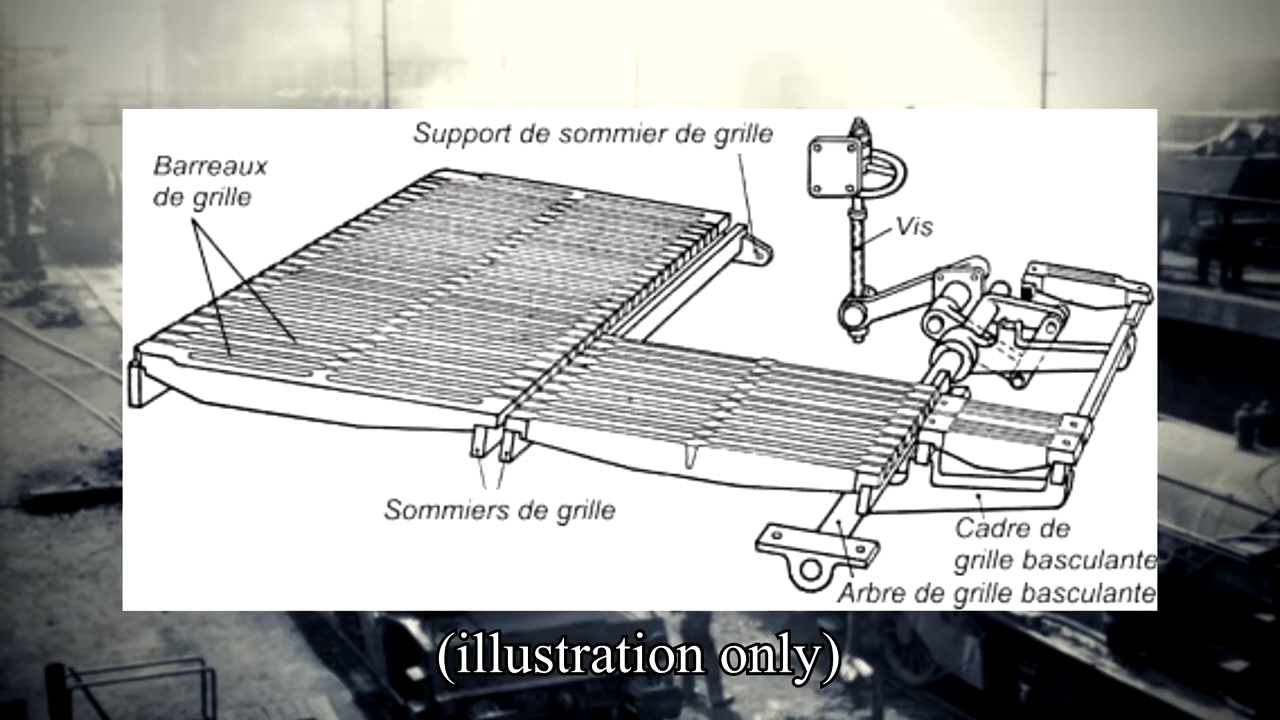 Support de sommier de grille
Barreaux
de grille
Vis
Sommiers de grille
Cadre de
grille basculante
Arbre de grille basculante
(illustration only)